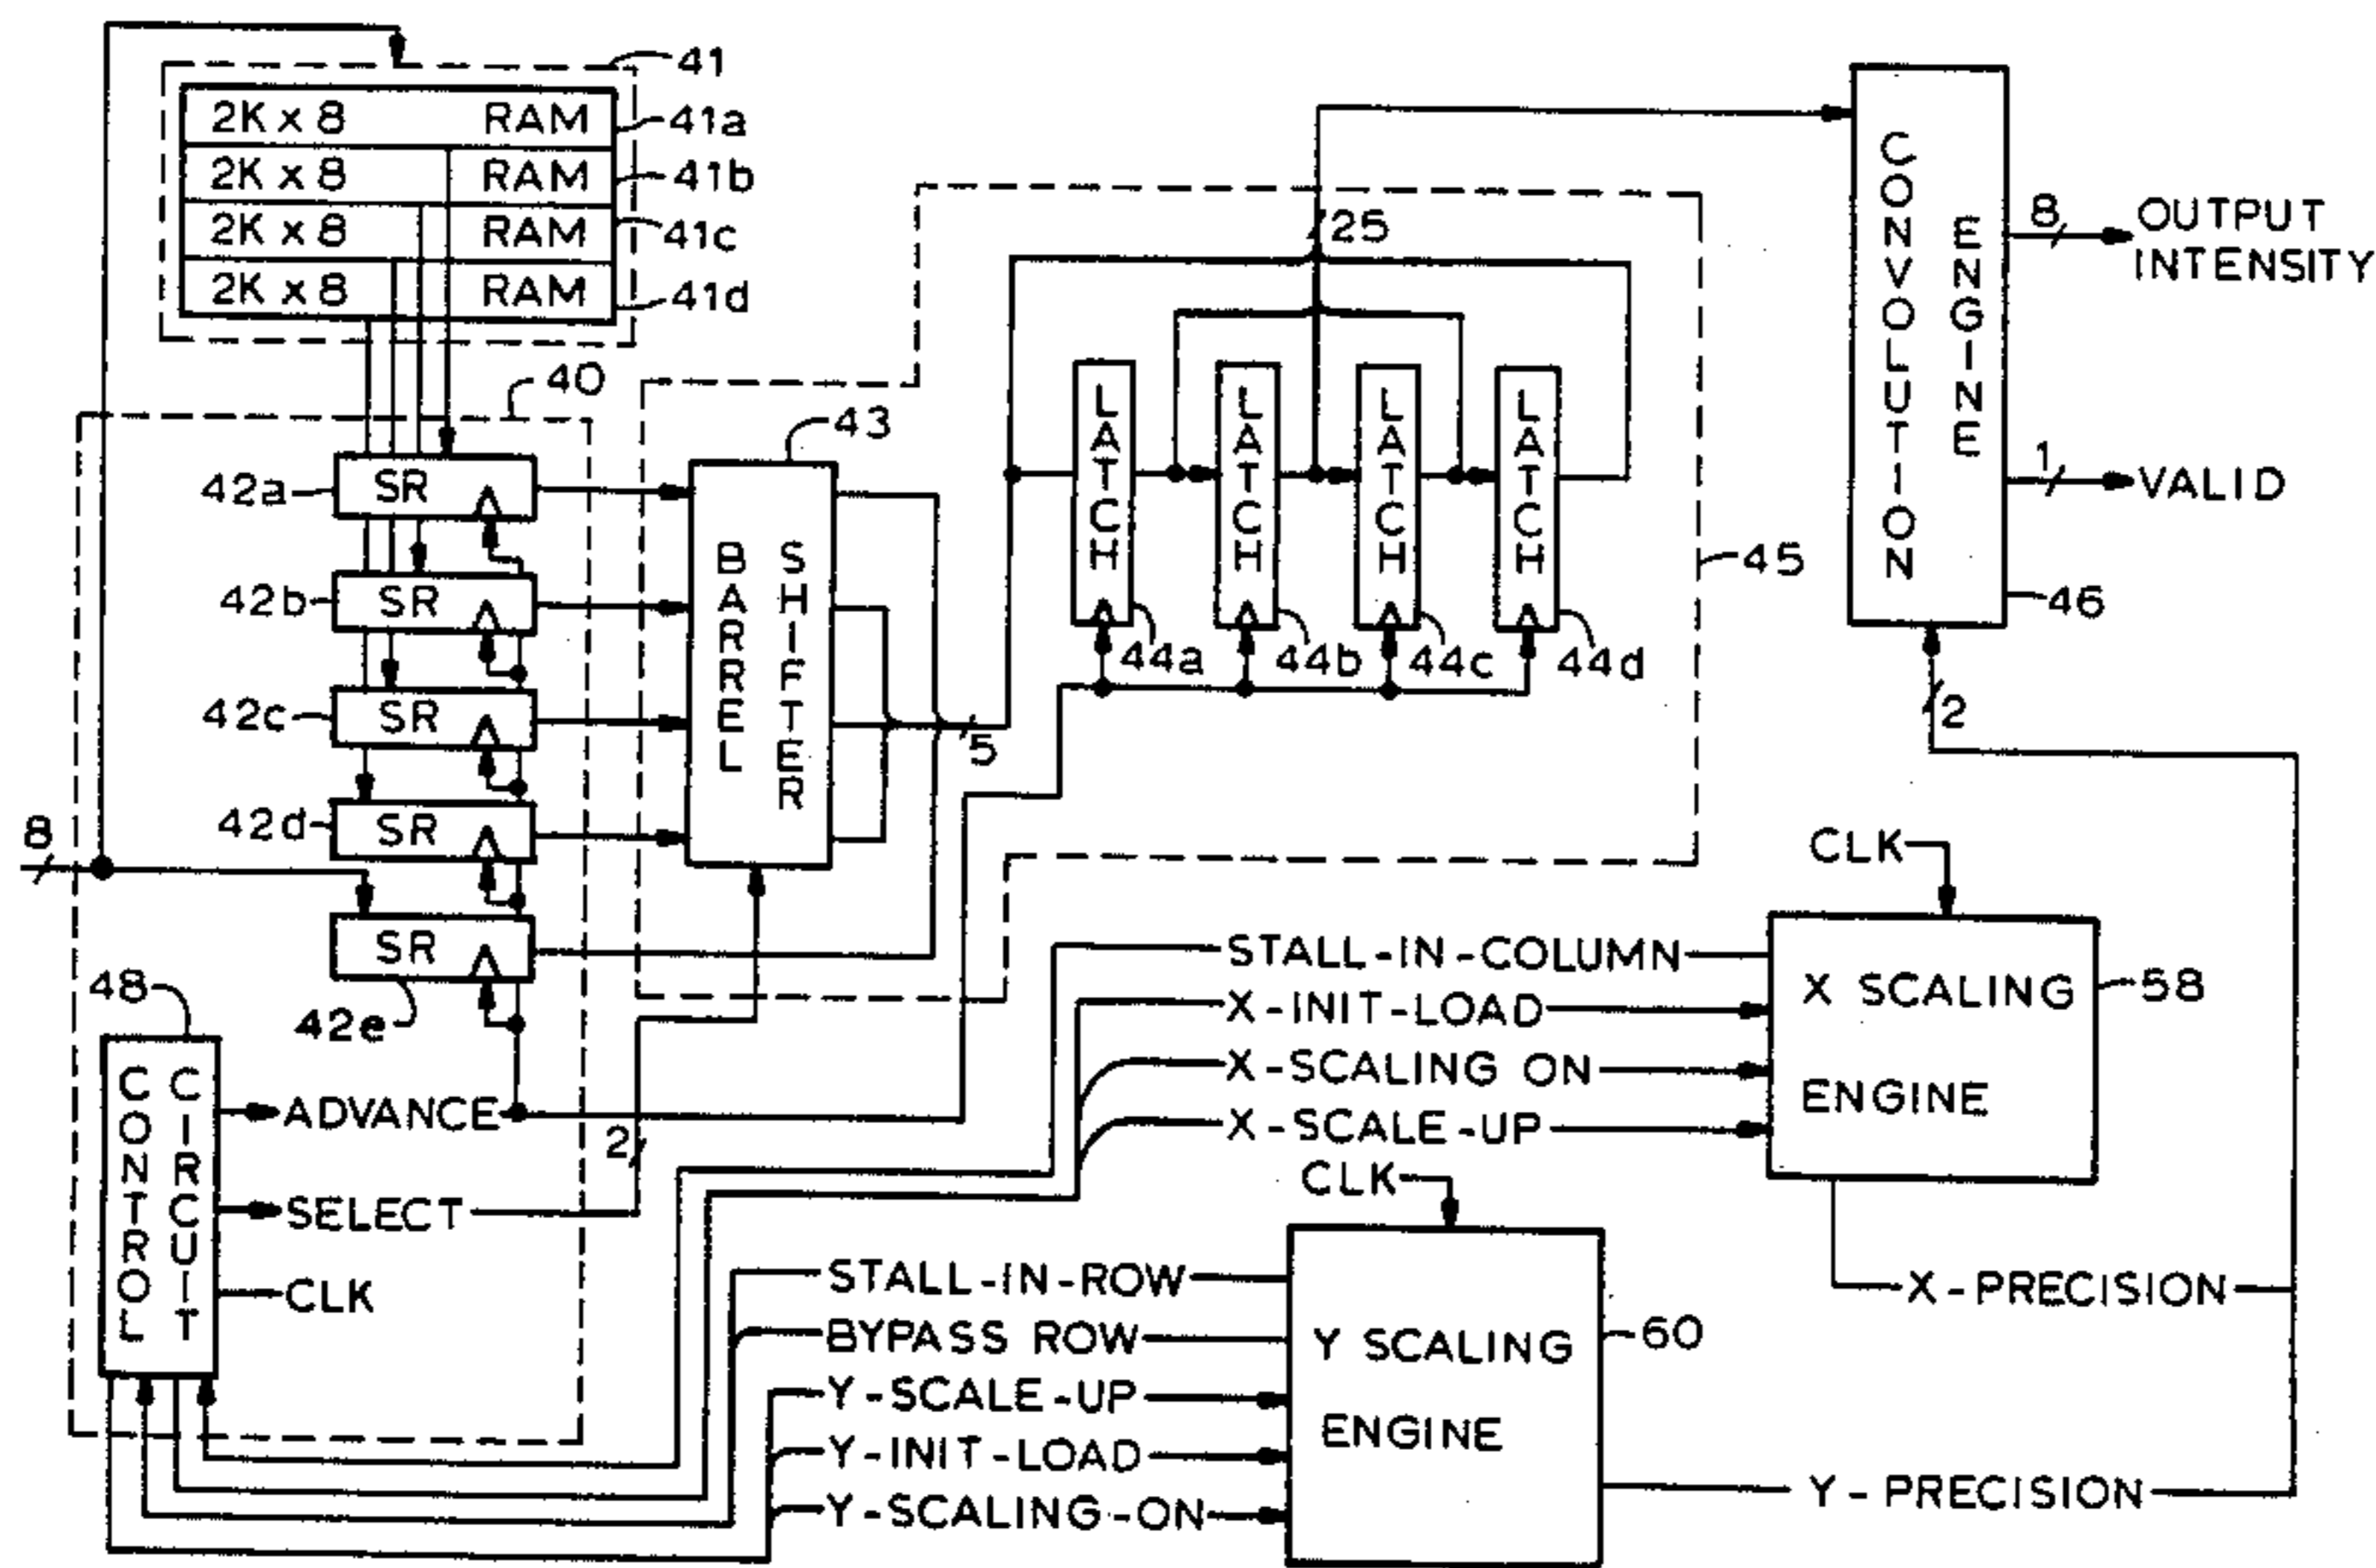 41
2K x 8 RAM 41a
2K x 8 RAM 41b
2K x 8 RAM 41c
2K x 8 RAM 41d
40
42a SR
42b SR
42c SR
42d SR
8
SR
42e
43
BARREL SHIFTER
5
25
LATCH
LATCH
LATCH
LATCH
44a
44b
44c
44d
45
CONVOLUTION ENGINE
46
8
OUTPUT
INTENSITY
1
VALID
2
48
CONTROL CIRCUIT
ADVANCE
SELECT
CLK
2
CLK
STALL-IN-COLUMN
X-INIT-LOAD
X-SCALING ON
X-SCALE-UP
X SCALING
ENGINE
58
X-PRECISION
CLK
STALL-IN-ROW
BYPASS ROW
Y-SCALE-UP
Y-INIT-LOAD
Y-SCALING-ON
Y SCALING
ENGINE
60
Y-PRECISION